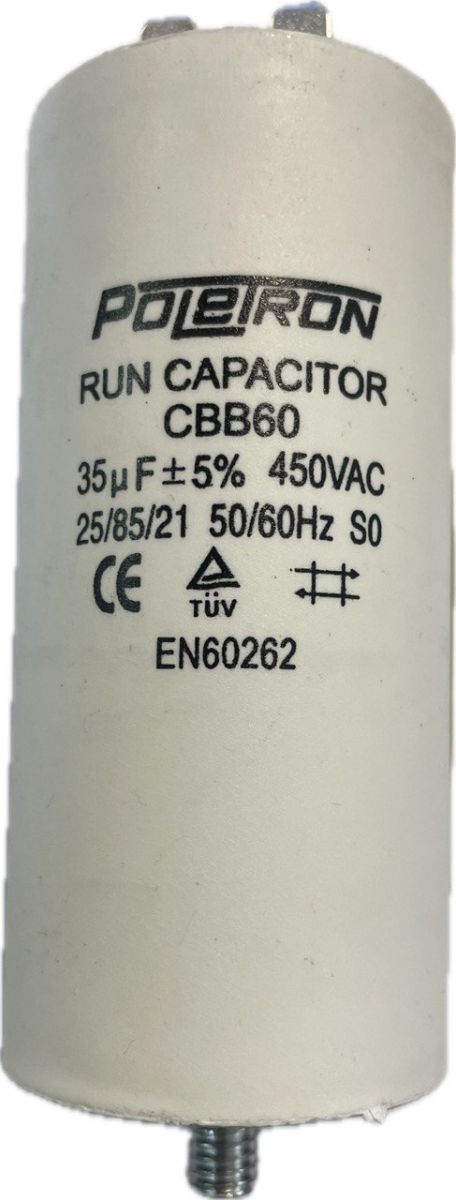 POLETRON
RUN CAPACITOR
CBB60
35µF±5% 450VAC
25/85/21 50/60Hz S0
CE TÜV
EN60262